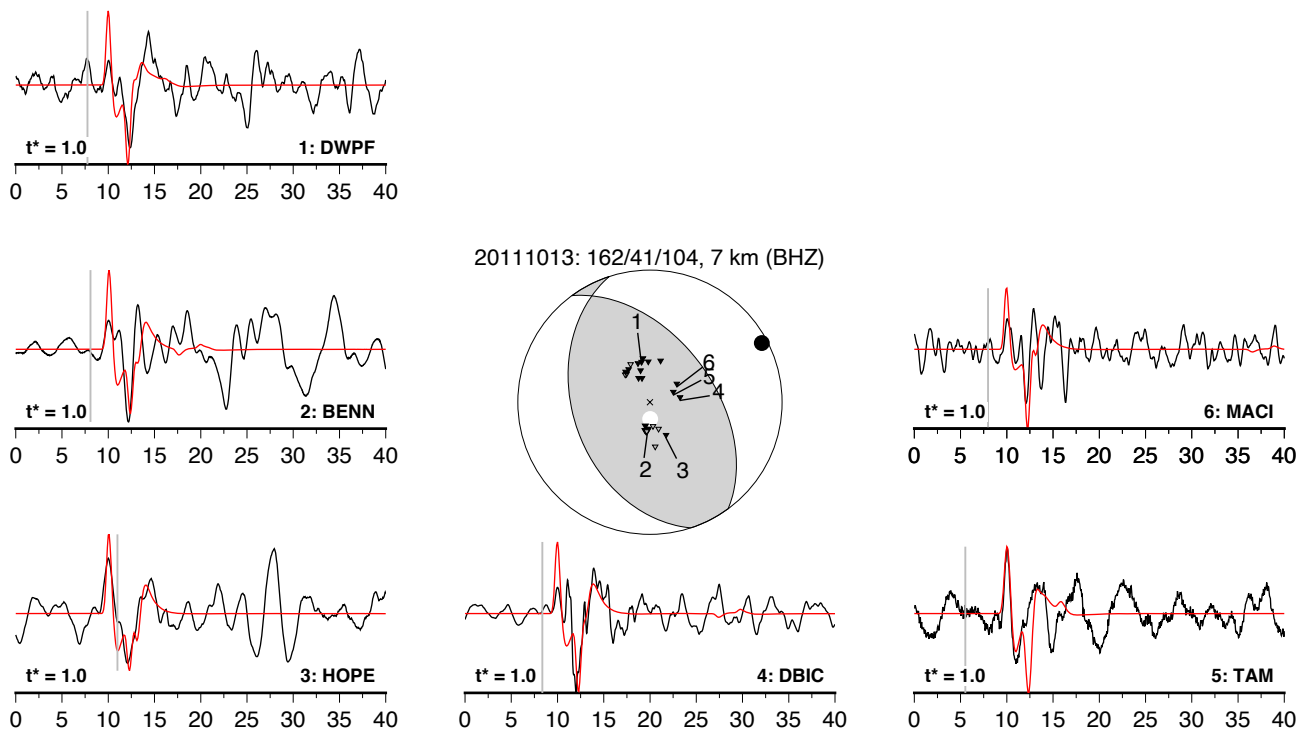 t* = 1.0 1: DWPF
0 5 10 15 20 25 30 35 40
20111013: 162/41/104, 7 km (BHZ)
1
6
5
4
2
3
t* = 1.0 2: BENN
0 5 10 15 20 25 30 35 40
t* = 1.0 6: MACI
0 5 10 15 20 25 30 35 40
t* = 1.0 3: HOPE
0 5 10 15 20 25 30 35 40
t* = 1.0 4: DBIC
0 5 10 15 20 25 30 35 40
t* = 1.0 5: TAM
0 5 10 15 20 25 30 35 40